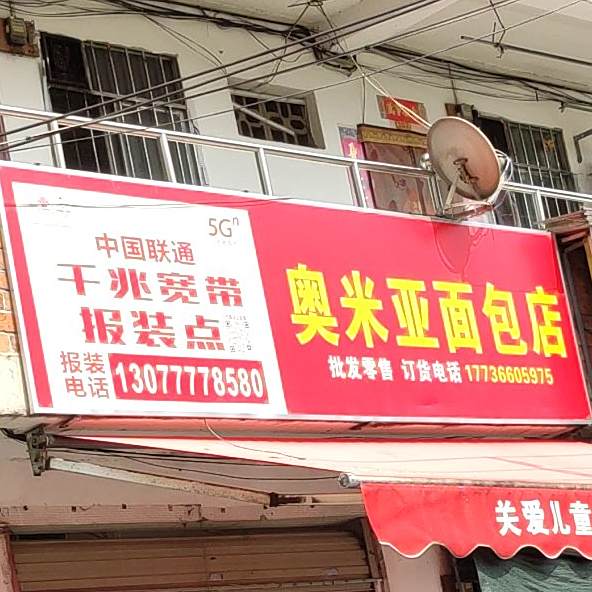 5Gⁿ
中国联通
千兆宽带
报装点
报装
电话
13077778580
奥米亚面包店
批发零售 订货电话 17736605975
关爱儿童